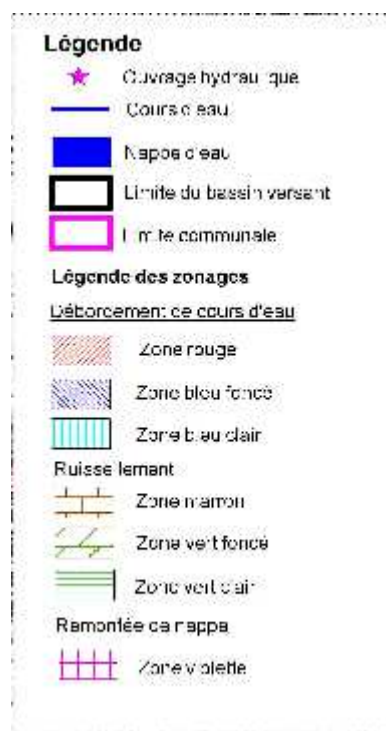 Légende
Ouvrage hydraulique
Cours d'eau
Nappe d'eau
Limite du bassin versant
Limite communale
Légende des zonages
Débordement de cours d'eau
Zone rouge
Zone bleu foncé
Zone bleu clair
Ruissellement
Zone marron
Zone vert foncé
Zone vert clair
Remontée de nappe
Zone violette